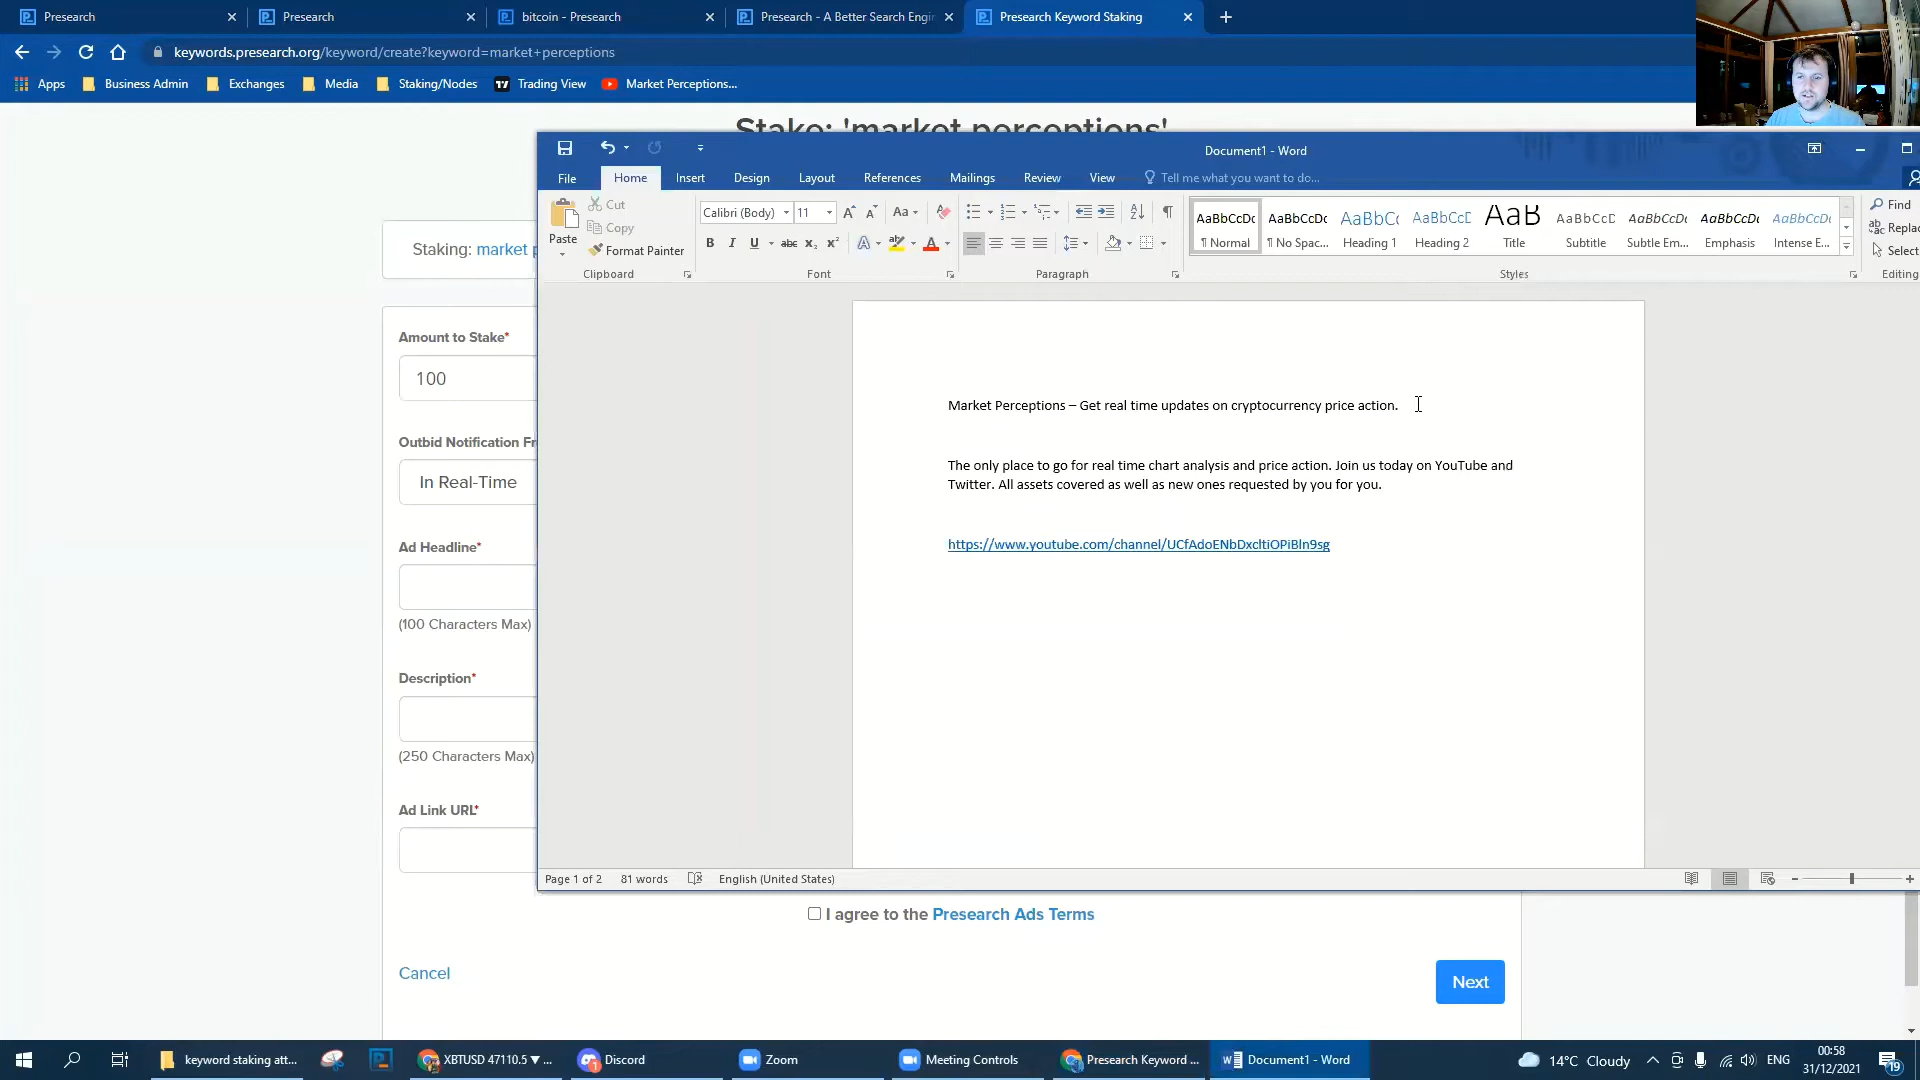 Presearch
Presearch
bitcoin - Presearch
Presearch - A Better Search Engin
Presearch Keyword Staking
keywords.presearch.org/keyword/create?keyword=market+perceptions
Apps
Business Admin
Exchanges
Media
Staking/Nodes
Trading View
Market Perceptions...
Stake: 'market perceptions'
Document1 - Word
File
Home
Insert
Design
Layout
References
Mailings
Review
View
Tell me what you want to do...
Cut
Copy
Paste
Format Painter
Clipboard
Calibri (Body)
11
Font
Paragraph
AaBbCcDc
¶ Normal
AaBbCcDc
¶ No Spac...
AaBbCc
Heading 1
AaBbCcD
Heading 2
AaB
Title
AaBbCcD
Subtitle
AaBbCcDc
Subtle Em...
AaBbCcDc
Emphasis
AaBbCcDc
Intense E...
Styles
Find
Replac
Select
Editing
Staking: market p
Amount to Stake*
100
Outbid Notification Fr
In Real-Time
Ad Headline*
(100 Characters Max)
Description*
(250 Characters Max)
Ad Link URL*
Market Perceptions – Get real time updates on cryptocurrency price action.
The only place to go for real time chart analysis and price action. Join us today on YouTube and
Twitter. All assets covered as well as new ones requested by you for you.
https://www.youtube.com/channel/UCfAdoENbDxcltiOPiBln9sg
Page 1 of 2
81 words
English (United States)
I agree to the Presearch Ads Terms
Cancel
Next
keyword staking att...
XBTUSD 47110.5 ▼ ...
Discord
Zoom
Meeting Controls
Presearch Keyword ...
Document1 - Word
14°C Cloudy
ENG
00:58
31/12/2021
19